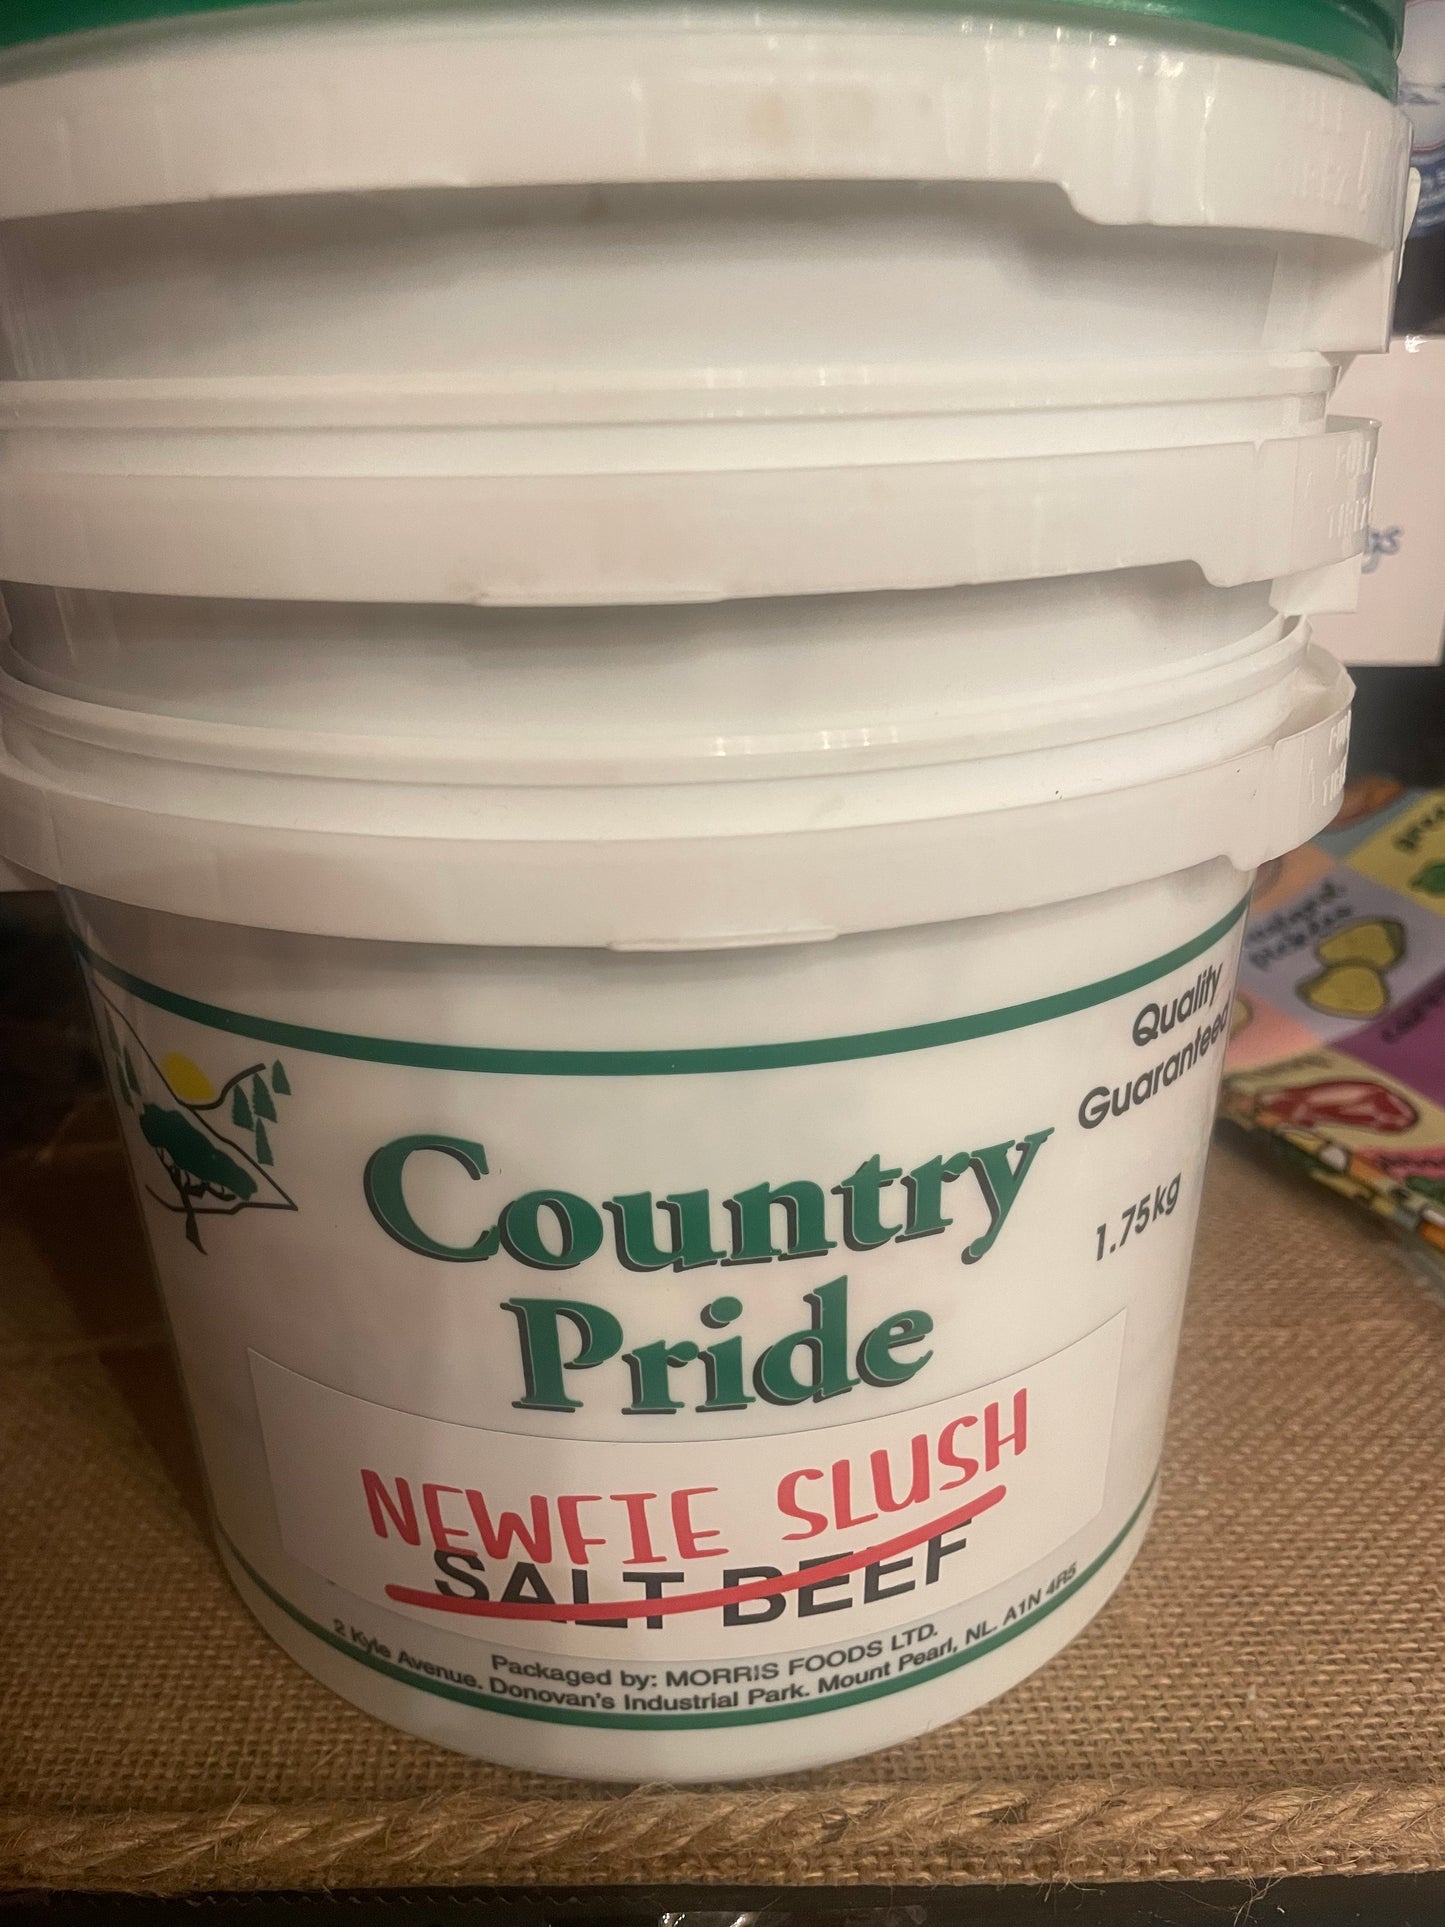 Quality
Guaranteed
Country
Pride
1.75kg
NEWFIE SLUSH
SALT BEEF
Packaged by: MORRIS FOODS LTD.
2 Kyle Avenue. Donovan's Industrial Park. Mount Pearl, NL. A1N 4R5